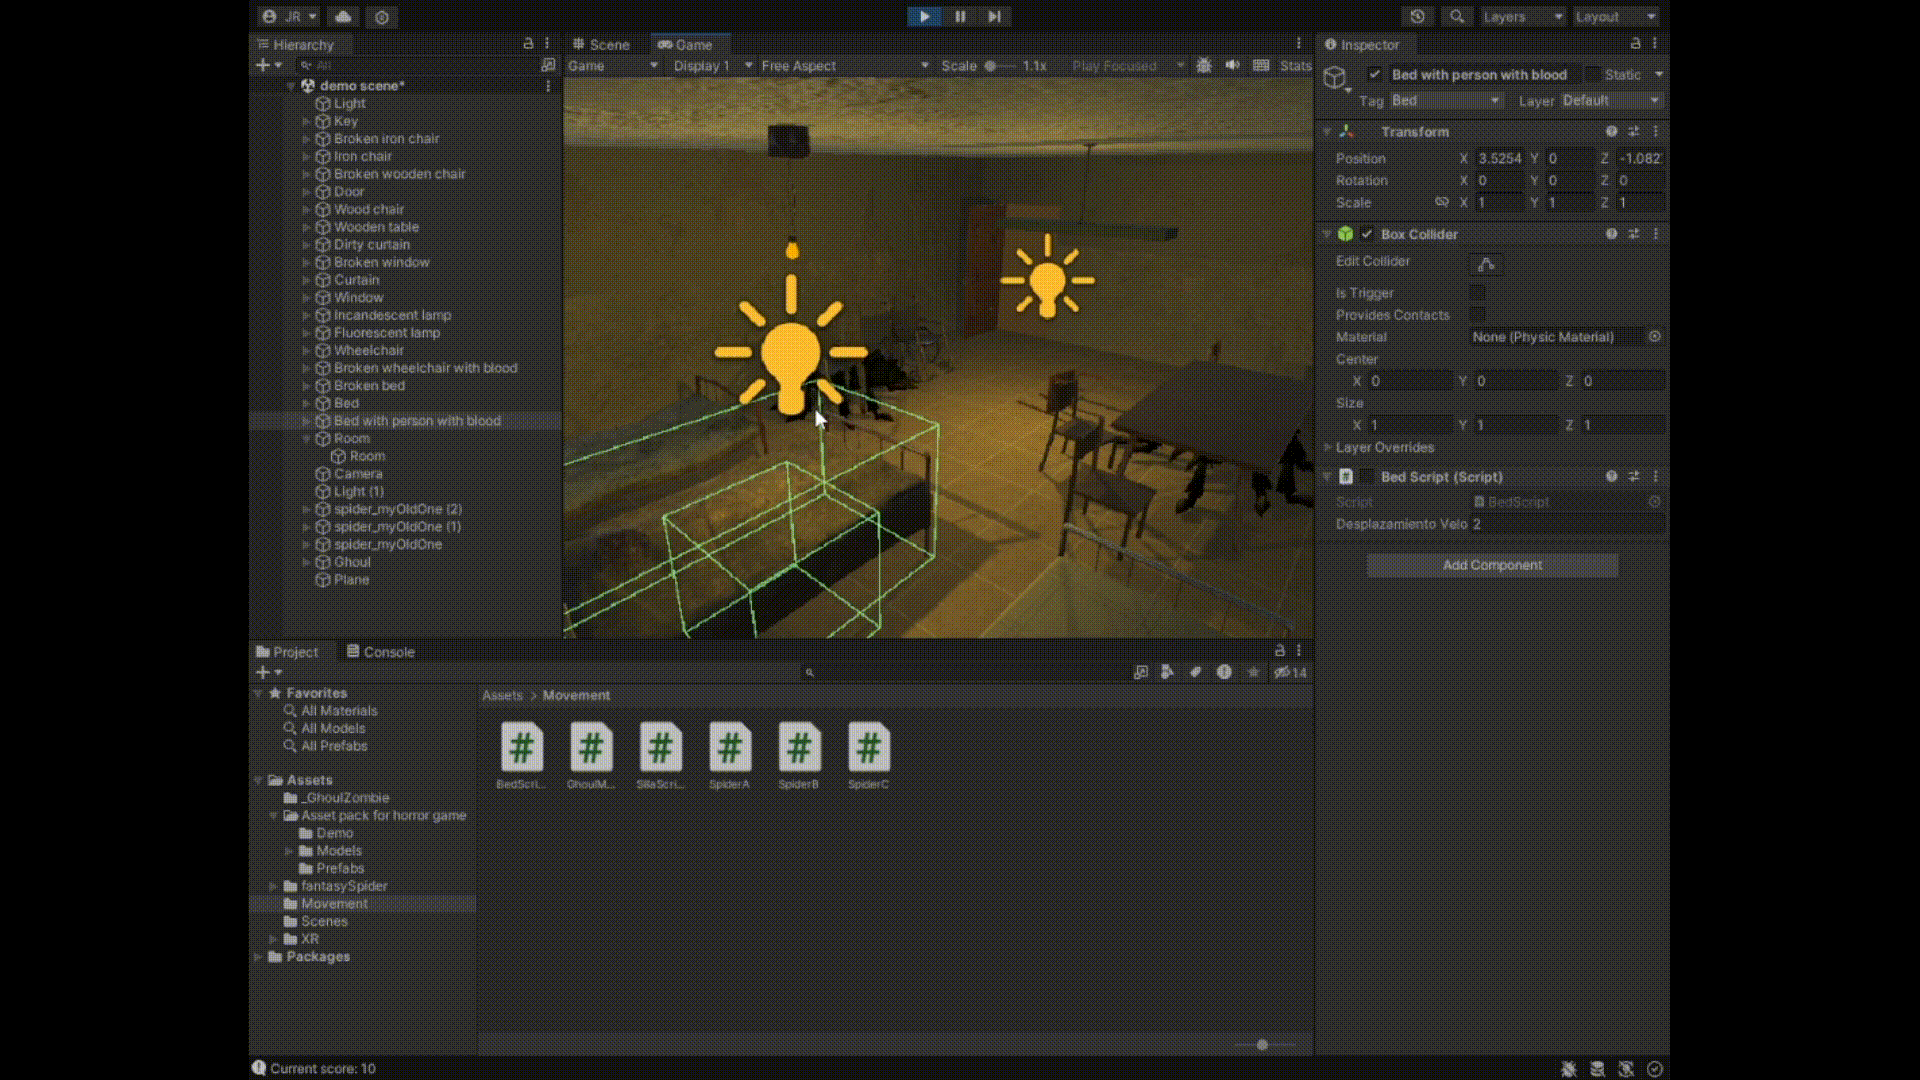 JR
Layers
Layout
Hierarchy
All
demo scene*
Light
Key
Broken iron chair
Iron chair
Broken wooden chair
Door
Wood chair
Wooden table
Dirty curtain
Broken window
Curtain
Window
Incandescent lamp
Fluorescent lamp
Wheelchair
Broken wheelchair with blood
Broken bed
Bed
Bed with person with blood
Room
Room
Camera
Light (1)
spider_myOldOne (2)
spider_myOldOne (1)
spider_myOldOne
Ghoul
Plane
Scene
Game
Game
Display 1
Free Aspect
Scale
1.1x
Play Focused
Stats
Inspector
Bed with person with blood
Static
Tag Bed
Layer Default
Transform
Position X 3.5254 Y 0 Z -1.082
Rotation X 0 Y 0 Z 0
Scale X 1 Y 1 Z 1
Box Collider
Edit Collider
Is Trigger
Provides Contacts
Material None (Physic Material)
Center
X 0 Y 0 Z 0
Size
X 1 Y 1 Z 1
Layer Overrides
# Bed Script (Script)
Script BedScript
Desplazamiento Velo 2
Add Component
Project
Console
14
Favorites
All Materials
All Models
All Prefabs
Assets
_GhoulZombie
Asset pack for horror game
Demo
Models
Prefabs
fantasySpider
Movement
Scenes
XR
Packages
Assets > Movement
# # # # # #
BedScri... GhoulM... SillaScri... SpiderA SpiderB SpiderC
Current score: 10